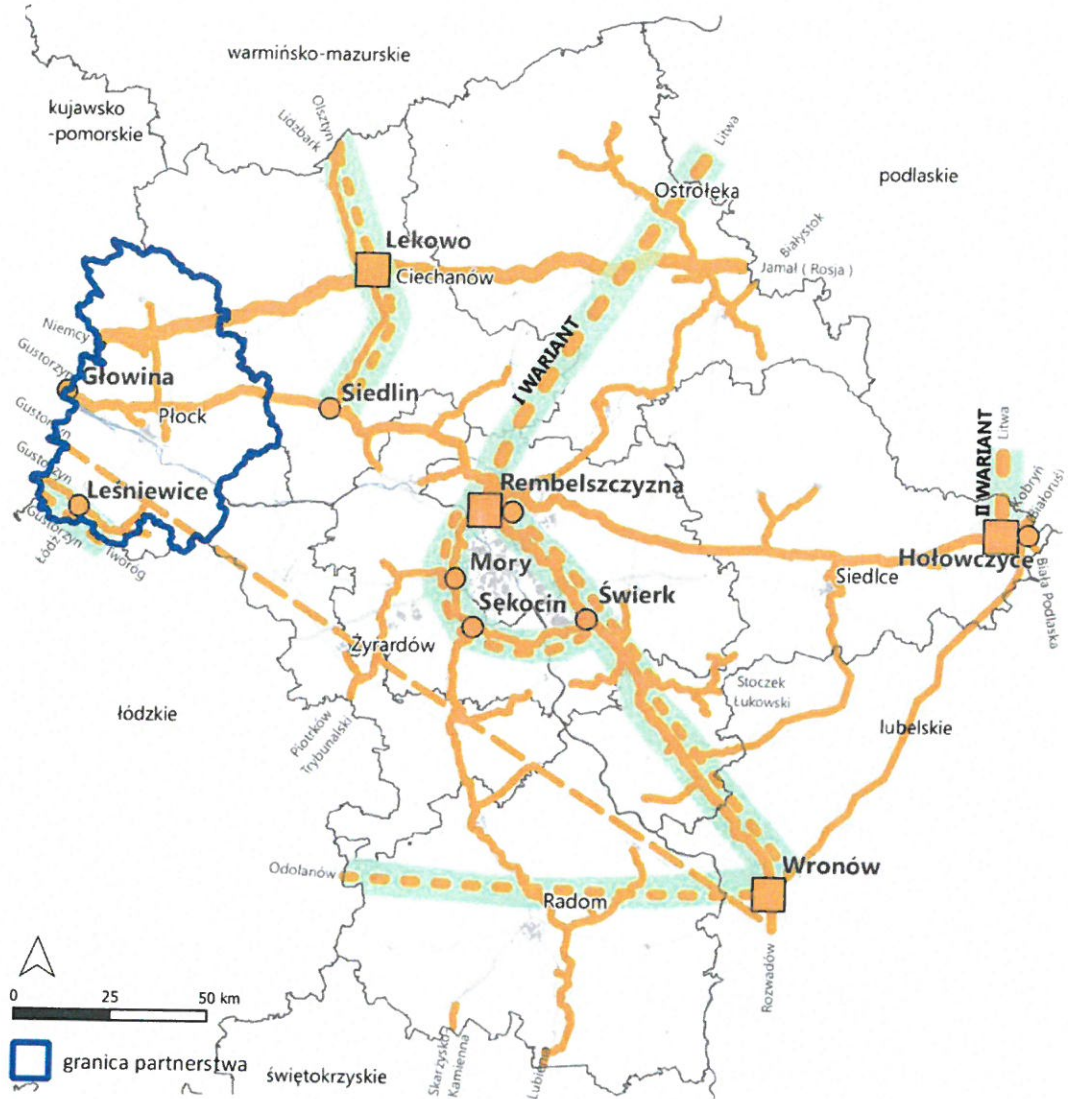 warmińsko-mazurskie
kujawsko
-pomorskie
Olsztyn
Lidzbark
Litwa
podlaskie
Ostrołęka
Białystok
Jamał ( Rosja )
Lekowo
Ciechanów
I WARIANT
Niemcy
Gustorzyn
Głowina
Płock
Siedlin
Gustorzyn
Gustorzyn
Leśniewice
Gustorzyn
Łódź
Tworóg
Rembelszczyzna
II WARIANT
Litwa
Kobryń
(Białoruś)
Hołowczyce
Biała Podlaska
Siedlce
Mory
Sękocin
Świerk
Żyrardów
Stoczek
Łukowski
łódzkie
Piotrków
Trybunalski
lubelskie
Odolanów
Radom
Wronów
Rozwadów
0 25 50 km
granica partnerstwa
świętokrzyskie
Skarżysko
Kamienna
Lubienia